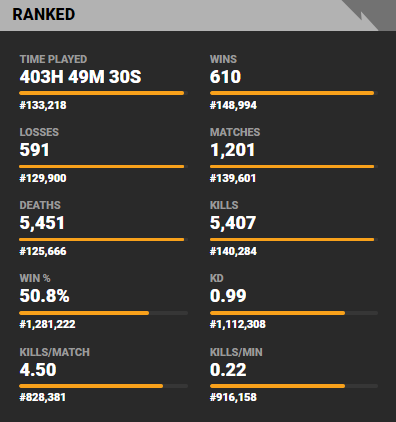 RANKED
TIME PLAYED
403H 49M 30S
#133,218
WINS
610
#148,994
LOSSES
591
#129,900
MATCHES
1,201
#139,601
DEATHS
5,451
#125,666
KILLS
5,407
#140,284
WIN %
50.8%
#1,281,222
KD
0.99
#1,112,308
KILLS/MATCH
4.50
#828,381
KILLS/MIN
0.22
#916,158